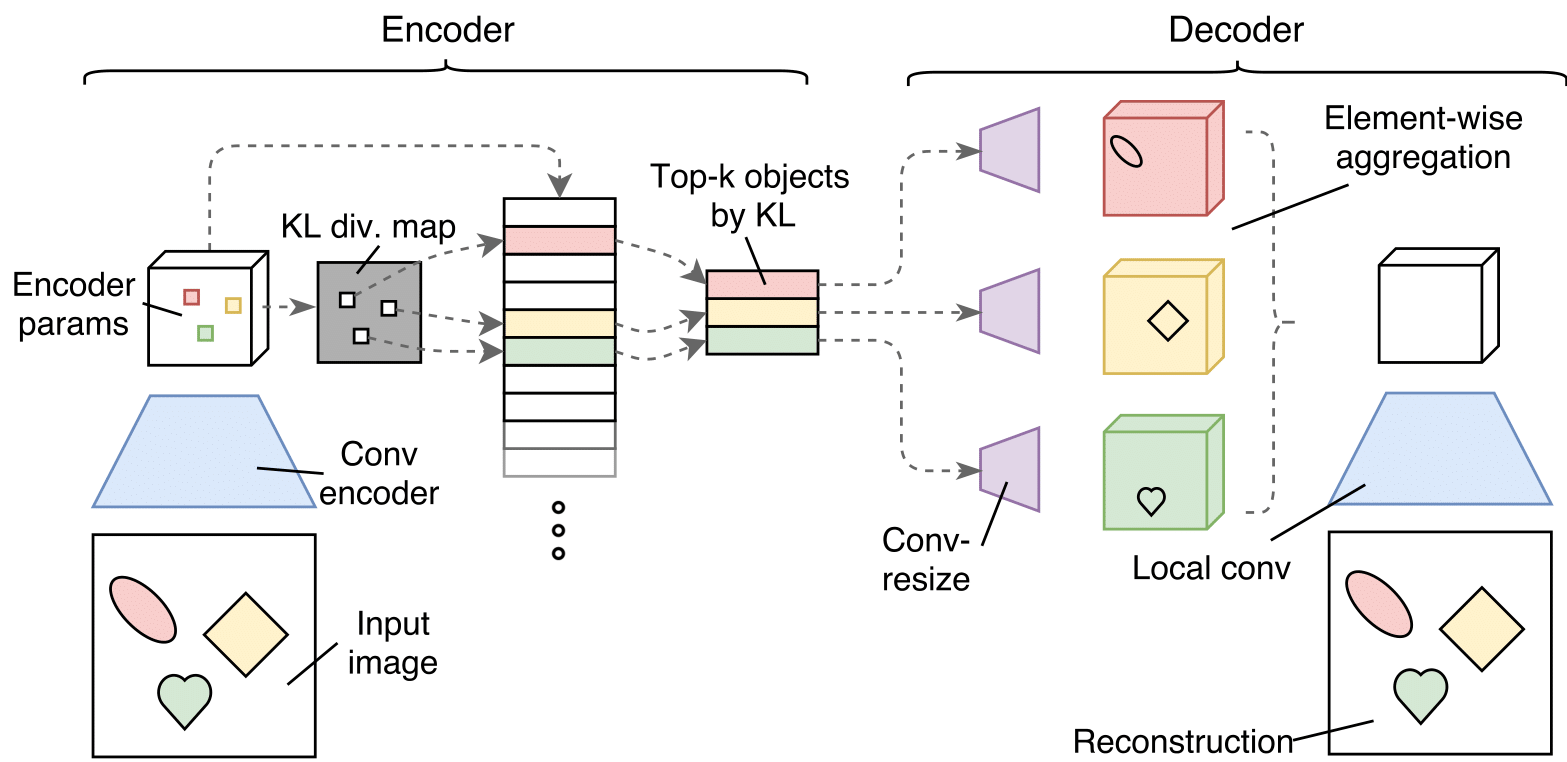 Encoder
Decoder
Element-wise
aggregation
Top-k objects
by KL
KL div. map
Encoder
params
Conv
encoder
Conv-
resize
Local conv
Input
image
Reconstruction